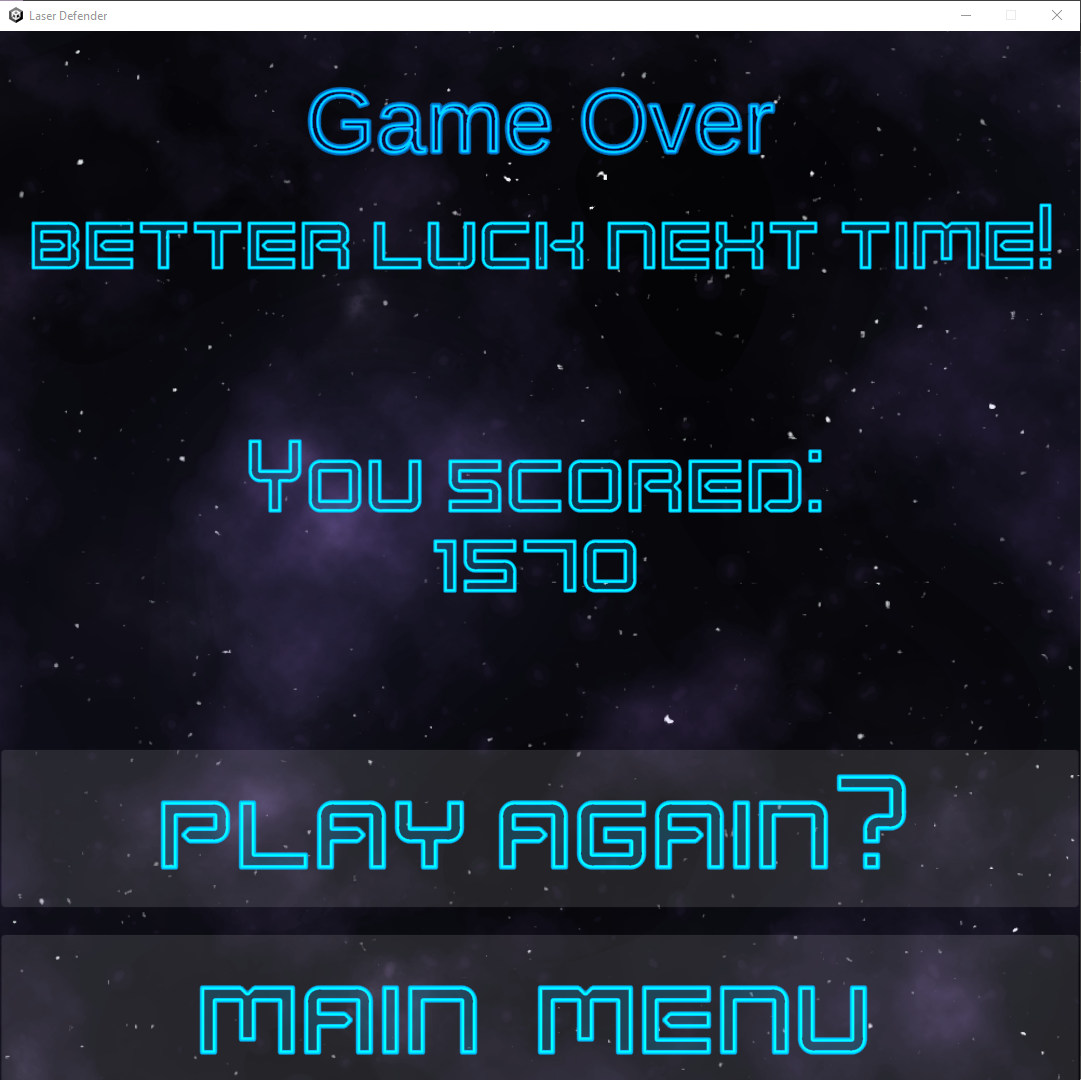 Laser Defender
Game Over
Better luck next time!
You scored:
1570
Play Again?
Main Menu